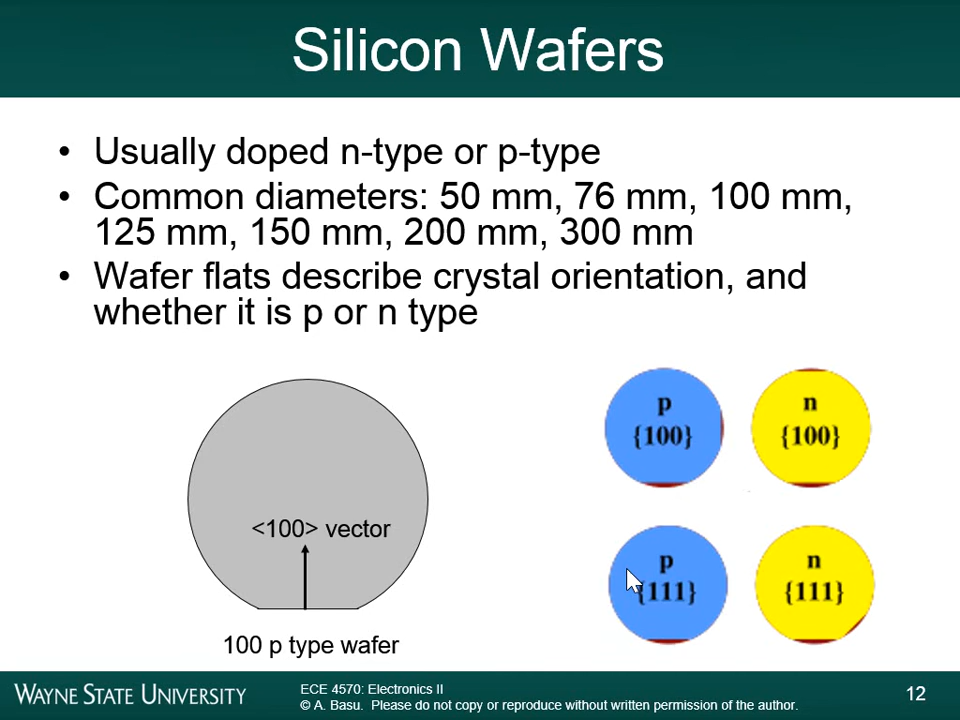 Silicon Wafers
• Usually doped n-type or p-type
• Common diameters: 50 mm, 76 mm, 100 mm,
125 mm, 150 mm, 200 mm, 300 mm
• Wafer flats describe crystal orientation, and
whether it is p or n type
<100> vector
100 p type wafer
p
{100}
n
{100}
p
{111}
n
{111}
WAYNE STATE UNIVERSITY
ECE 4570: Electronics II
© A. Basu. Please do not copy or reproduce without written permission of the author.
12